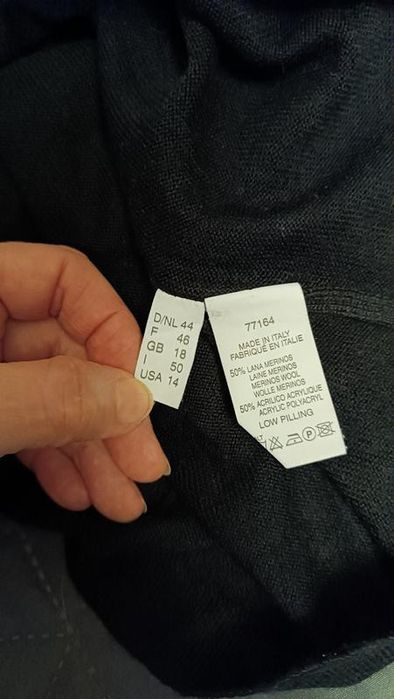 D/NL 44
F 46
GB 18
I 50
USA 14
77164
MADE IN ITALY
FABRIQUÉ EN ITALIE
50% LANA MERINOS
LAINE MERINOS
MERINOS WOOL
WOLLE MERINOS
50% ACRILICO ACRYLIQUE
ACRYLIC POLYACRYL
LOW PILLING
P